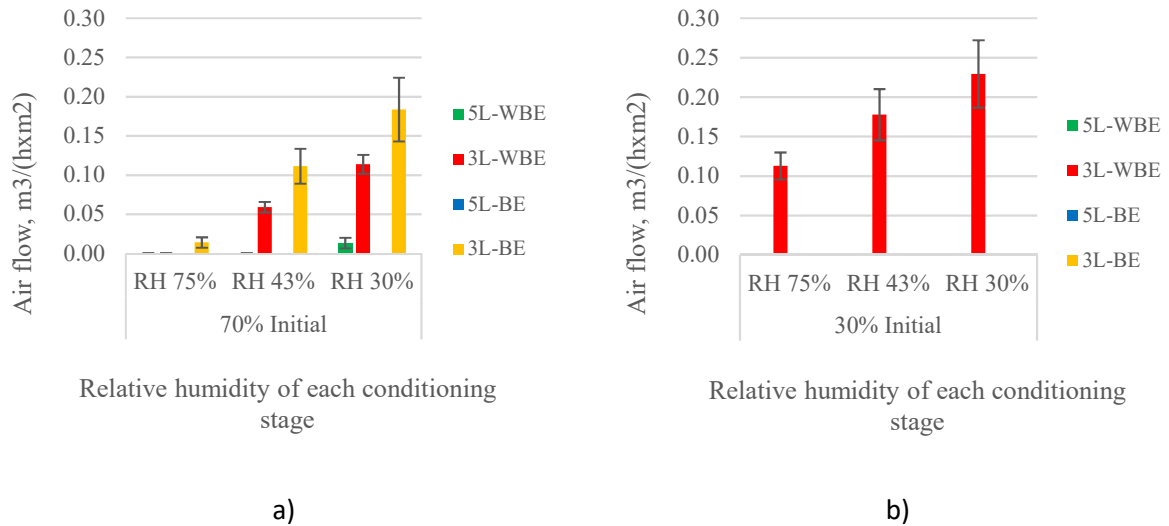 0.30
0.25
0.20
0.15
0.10
0.05
0.00
Air flow, m3/(hxm2)
RH 75% RH 43% RH 30%
70% Initial
Relative humidity of each conditioning
stage
5L-WBE
3L-WBE
5L-BE
3L-BE
a)
0.30
0.25
0.20
0.15
0.10
0.05
0.00
Air flow, m3/(hxm2)
RH 75% RH 43% RH 30%
30% Initial
Relative humidity of each conditioning
stage
5L-WBE
3L-WBE
5L-BE
3L-BE
b)